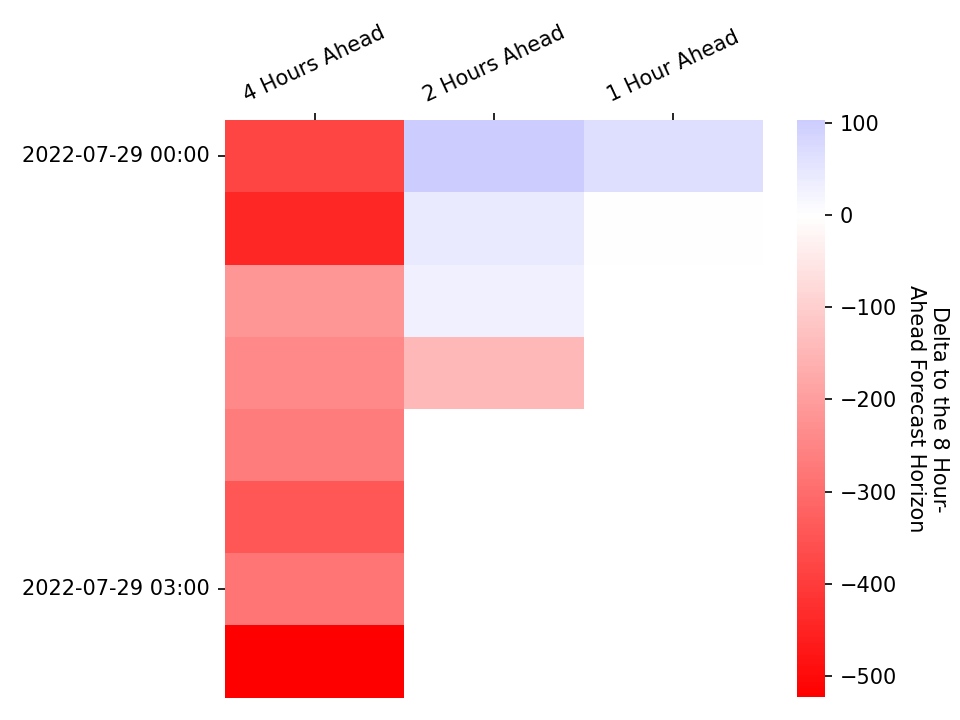 4 Hours Ahead
2 Hours Ahead
1 Hour Ahead
2022-07-29 00:00
2022-07-29 03:00
100
0
−100
−200
−300
−400
−500
Delta to the 8 Hour-
Ahead Forecast Horizon